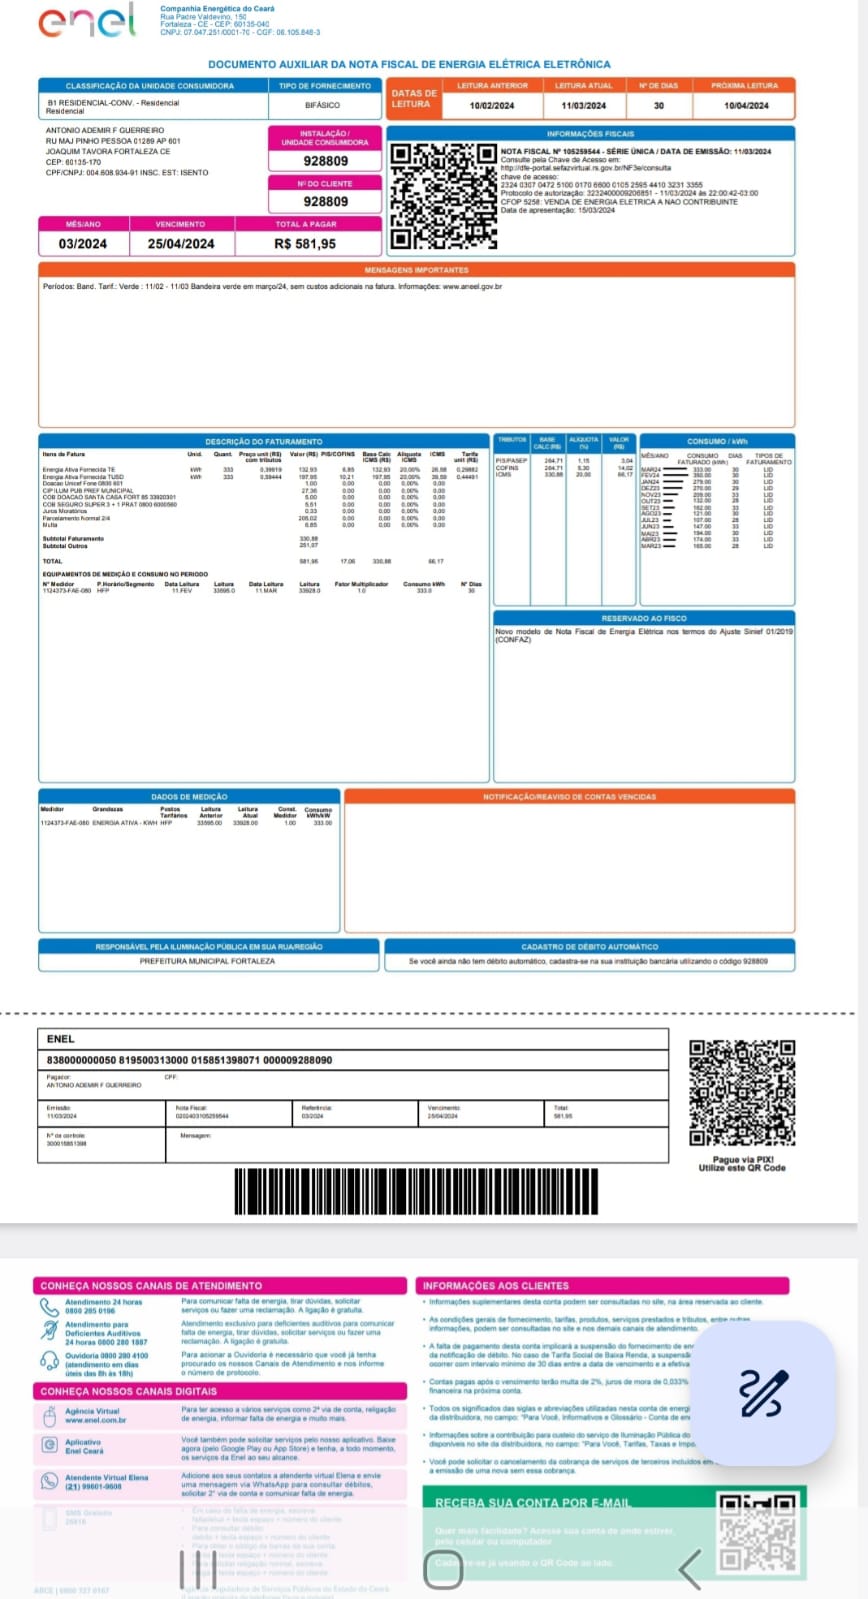 enel
Companhia Energética do Ceará
Rua Padre Valdevino, 150
Fortaleza - CE - CEP: 60135-040
CNPJ: 07.047.251/0001-70 - CGF: 06.105.848-3
DOCUMENTO AUXILIAR DA NOTA FISCAL DE ENERGIA ELÉTRICA ELETRÔNICA
CLASSIFICAÇÃO DA UNIDADE CONSUMIDORA
B1 RESIDENCIAL-CONV. - Residencial
Residencial
TIPO DE FORNECIMENTO
BIFÁSICO
DATAS DE LEITURA
LEITURA ANTERIOR LEITURA ATUAL Nº DE DIAS PRÓXIMA LEITURA
10/02/2024 11/03/2024 30 10/04/2024
ANTONIO ADEMIR F GUERREIRO
RU MAJ PINHO PESSOA 01289 AP 601
JOAQUIM TAVORA FORTALEZA CE
CEP: 60135-170
CPF/CNPJ: 004.608.934-91 INSC. EST: ISENTO
INSTALAÇÃO / UNIDADE CONSUMIDORA
928809
Nº DO CLIENTE
928809
MÊS/ANO VENCIMENTO TOTAL A PAGAR
03/2024 25/04/2024 R$ 581,95
INFORMAÇÕES FISCAIS
NOTA FISCAL Nº 105259544 - SÉRIE ÚNICA / DATA DE EMISSÃO: 11/03/2024
Consulte pela Chave de Acesso em:
http://dfe-portal.sefazvirtual.rs.gov.br/NF3e/consulta
chave de acesso:
2324 0307 0472 5100 0170 6600 0105 2595 4410 3231 3355
Protocolo de autorização: 3232400009206851 - 11/03/2024 às 22:00:42-03:00
CFOP 5258: VENDA DE ENERGIA ELETRICA A NAO CONTRIBUINTE
Data de apresentação: 15/03/2024
MENSAGENS IMPORTANTES
Períodos: Band. Tarif.: Verde : 11/02 - 11/03 Bandeira verde em março/24, sem custos adicionais na fatura. Informações: www.aneel.gov.br
DESCRIÇÃO DO FATURAMENTO
Itens de Fatura Unid. Quant. Preço unit (R$) com tributos Valor (R$) PIS/COFINS Base Calc ICMS (R$) Alíquota ICMS ICMS Tarifa unit (R$)
Energia Ativa Fornecida TE kWh 333 0,39919 132,93 6,85 132,93 20,00% 26,58 0,29882
Energia Ativa Fornecida TUSD kWh 333 0,59444 197,95 10,21 197,95 20,00% 39,59 0,44491
Doacao Unicef Fone 0800 601 1,00 0,00 0,00 0,00% 0,00
CIP ILUM PUB PREF MUNICIPAL 27,36 0,00 0,00 0,00% 0,00
COB DOACAO SANTA CASA FORT 85 33920301 5,00 0,00 0,00 0,00% 0,00
COB SEGURO SUPER 3 + 1 PRAT 0800 6000560 5,51 0,00 0,00 0,00% 0,00
Juros Moratórios 0,33 0,00 0,00 0,00% 0,00
Parcelamento Normal 2/4 205,02 0,00 0,00 0,00% 0,00
Multa 6,85 0,00 0,00 0,00% 0,00
Subtotal Faturamento 330,88
Subtotal Outros 251,07
TOTAL 581,95 17,06 330,88 66,17
EQUIPAMENTOS DE MEDIÇÃO E CONSUMO NO PERÍODO
Nº Medidor P.Horário/Segmento Data Leitura Leitura Data Leitura Leitura Fator Multiplicador Consumo kWh Nº Dias
1124373-FAE-080 HFP 11.FEV 33595.0 11.MAR 33928.0 1.0 333.0 30
TRIBUTOS BASE CALC (R$) ALÍQUOTA (%) VALOR (R$)
PIS/PASEP 264,71 1,15 3,04
COFINS 264,71 5,30 14,02
ICMS 330,88 20,00 66,17
CONSUMO / kWh
MÊS/ANO CONSUMO FATURADO (kWh) DIAS TIPOS DE FATURAMENTO
MAR24 333.00 30 LID
FEV24 350.00 30 LID
JAN24 279.00 30 LID
DEZ23 270.00 29 LID
NOV23 209.00 33 LID
OUT23 132.00 28 LID
SET23 162.00 33 LID
AGO23 121.00 30 LID
JUL23 107.00 28 LID
JUN23 147.00 33 LID
MAI23 194.00 30 LID
ABR23 174.00 33 LID
MAR23 165.00 28 LID
RESERVADO AO FISCO
Novo modelo de Nota Fiscal de Energia Elétrica nos termos do Ajuste Sinief 01/2019
(CONFAZ)
DADOS DE MEDIÇÃO
Medidor Grandezas Postos Tarifários Leitura Anterior Leitura Atual Const. Medidor Consumo kWh/kW
1124373-FAE-080 ENERGIA ATIVA - KWH HFP 33595.00 33928.00 1.00 333.00
NOTIFICAÇÃO/REAVISO DE CONTAS VENCIDAS
RESPONSÁVEL PELA ILUMINAÇÃO PÚBLICA EM SUA RUA/REGIÃO
PREFEITURA MUNICIPAL FORTALEZA
CADASTRO DE DÉBITO AUTOMÁTICO
Se você ainda não tem débito automático, cadastra-se na sua instituição bancária utilizando o código 928809
ENEL
838000000050 819500313000 015851398071 000009288090
Pagador: CPF:
ANTONIO ADEMIR F GUERREIRO
Emissão: Nota Fiscal: Referência: Vencimento: Total:
11/03/2024 0202403105259544 03/2024 25/04/2024 581,95
Nº de controle: Mensagem:
300015851398
Pague via PIX!
Utilize este QR Code
CONHEÇA NOSSOS CANAIS DE ATENDIMENTO
Atendimento 24 horas
0800 285 0196
Para comunicar falta de energia, tirar dúvidas, solicitar
serviços ou fazer uma reclamação. A ligação é gratuita.
Atendimento para
Deficientes Auditivos
24 horas 0800 280 1887
Atendimento exclusivo para deficientes auditivos para comunicar
falta de energia, tirar dúvidas, solicitar serviços ou fazer uma
reclamação. A ligação é gratuita.
Ouvidoria 0800 280 4100
(atendimento em dias
úteis das 8h às 18h)
Para acionar a Ouvidoria é necessário que você já tenha
procurado os nossos Canais de Atendimento e nos informe
o número de protocolo.
CONHEÇA NOSSOS CANAIS DIGITAIS
Agência Virtual
www.enel.com.br
Para ter acesso a vários serviços como 2ª via de conta, religação
de energia, informar falta de energia e muito mais.
Aplicativo
Enel Ceará
Você também pode solicitar serviços pelo nosso aplicativo. Baixe
agora (pelo Google Play ou App Store) e tenha, a todo momento,
os serviços da Enel ao seu alcance.
Atendente Virtual Elena
(21) 99601-9608
Adicione aos seus contatos a atendente virtual Elena e envie
uma mensagem via WhatsApp para consultar débitos,
solicitar 2ª via de conta e comunicar falta de energia.
SMS Gratuito
INFORMAÇÕES AOS CLIENTES
• Informações suplementares desta conta podem ser consultadas no site, na área reservada ao cliente.
• As condições gerais de fornecimento, tarifas, produtos, serviços prestados e tributos, entre outras
informações, podem ser consultadas no site e nos demais canais de atendimento.
• A falta de pagamento desta conta implicará a suspensão do fornecimento de en
da notificação de débito. No caso de Tarifa Social de Baixa Renda, a suspensã
ocorrer com intervalo mínimo de 30 dias entre a data de vencimento e a efetiva
• Contas pagas após o vencimento terão multa de 2%, juros de mora de 0,033%
financeira na próxima conta.
• Todos os significados das siglas e abreviações utilizadas nesta conta de energ
da distribuidora, no campo: "Para Você, Informativos e Glossário - Conta de en
• Informações sobre a contribuição para custeio do serviço de Iluminação Pública do
disponíveis no site da distribuidora, no campo: "Para Você, Tarifas, Taxas e Impo
• Você pode solicitar o cancelamento da cobrança de serviços de terceiros incluídos em
a emissão de uma nova sem essa cobrança.
RECEBA SUA CONTA POR E-MAIL
Quer mais facilidade? Acesse sua conta de onde estiver,
pelo celular ou computador.
Cadastre-se já usando o QR Code ao lado.
ARCE | 0800 727 0167